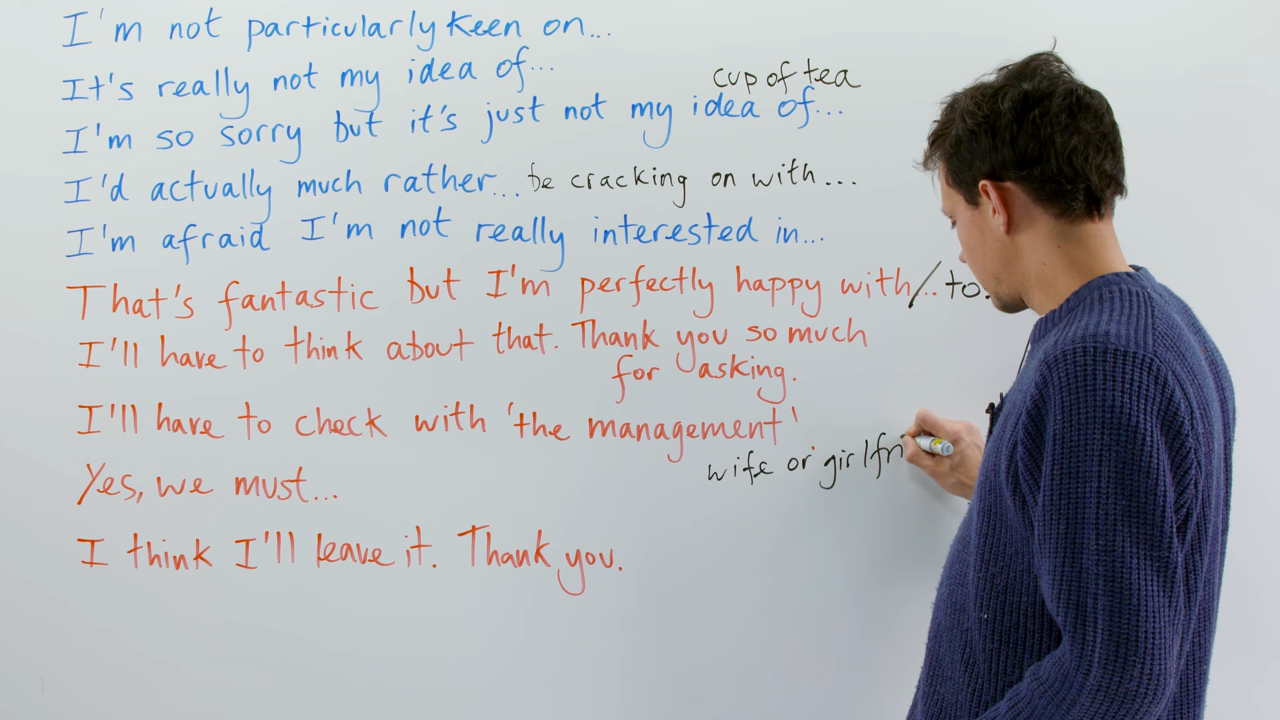 I'm not particularly keen on...
It's really not my idea of...
cup of tea
I'm so sorry but it's just not my idea of...
I'd actually much rather... be cracking on with...
I'm afraid I'm not really interested in...
That's fantastic but I'm perfectly happy with/... to.
I'll have to think about that. Thank you so much
for asking.
I'll have to check with 'the management'
wife or girlfri
Yes, we must...
I think I'll leave it. Thank you.